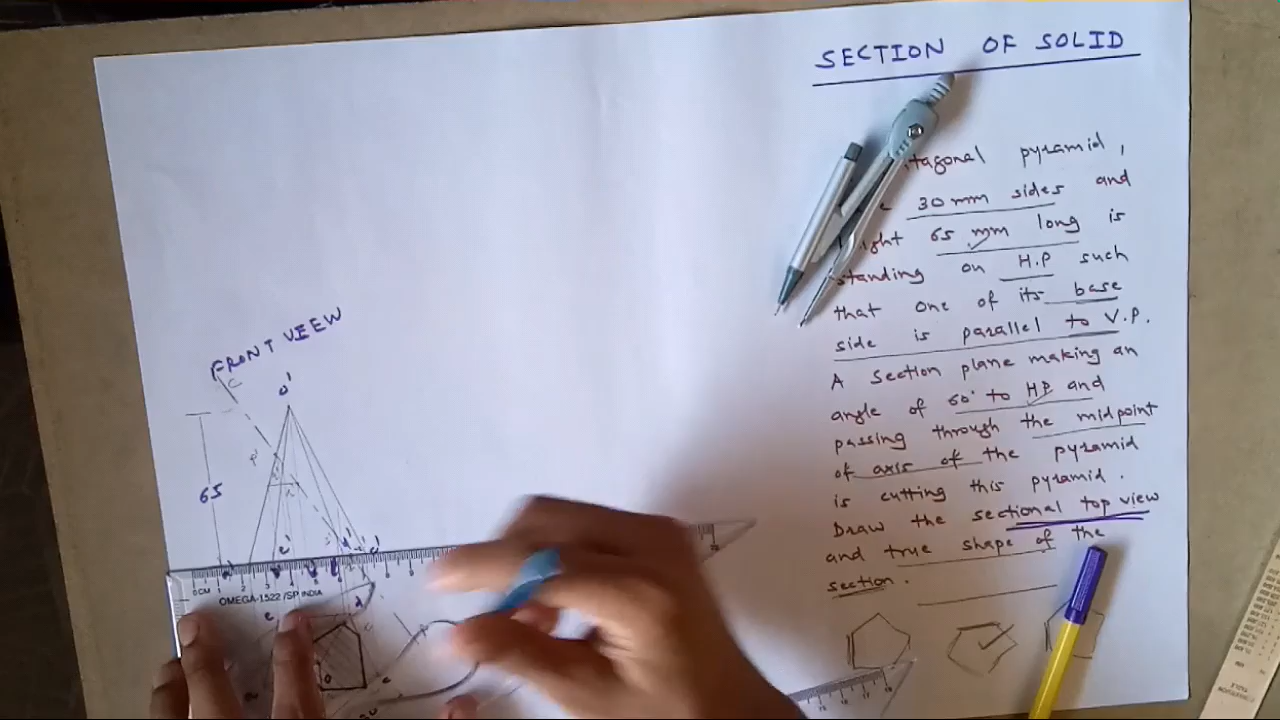 SECTION OF SOLID
tagonal pyramid,
30 mm sides and
ght 65 mm long is
standing on H.P such
that one of its base
side is parallel to V.P.
A section plane making an
angle of 60° to HP and
passing through the midpoint
of axis of the pyramid
is cutting this pyramid.
Draw the sectional top view
and true shape of the
section.
FRONT VIEW
o'
65
e'
d'
OMEGA-1522 /SP INDIA
e
d